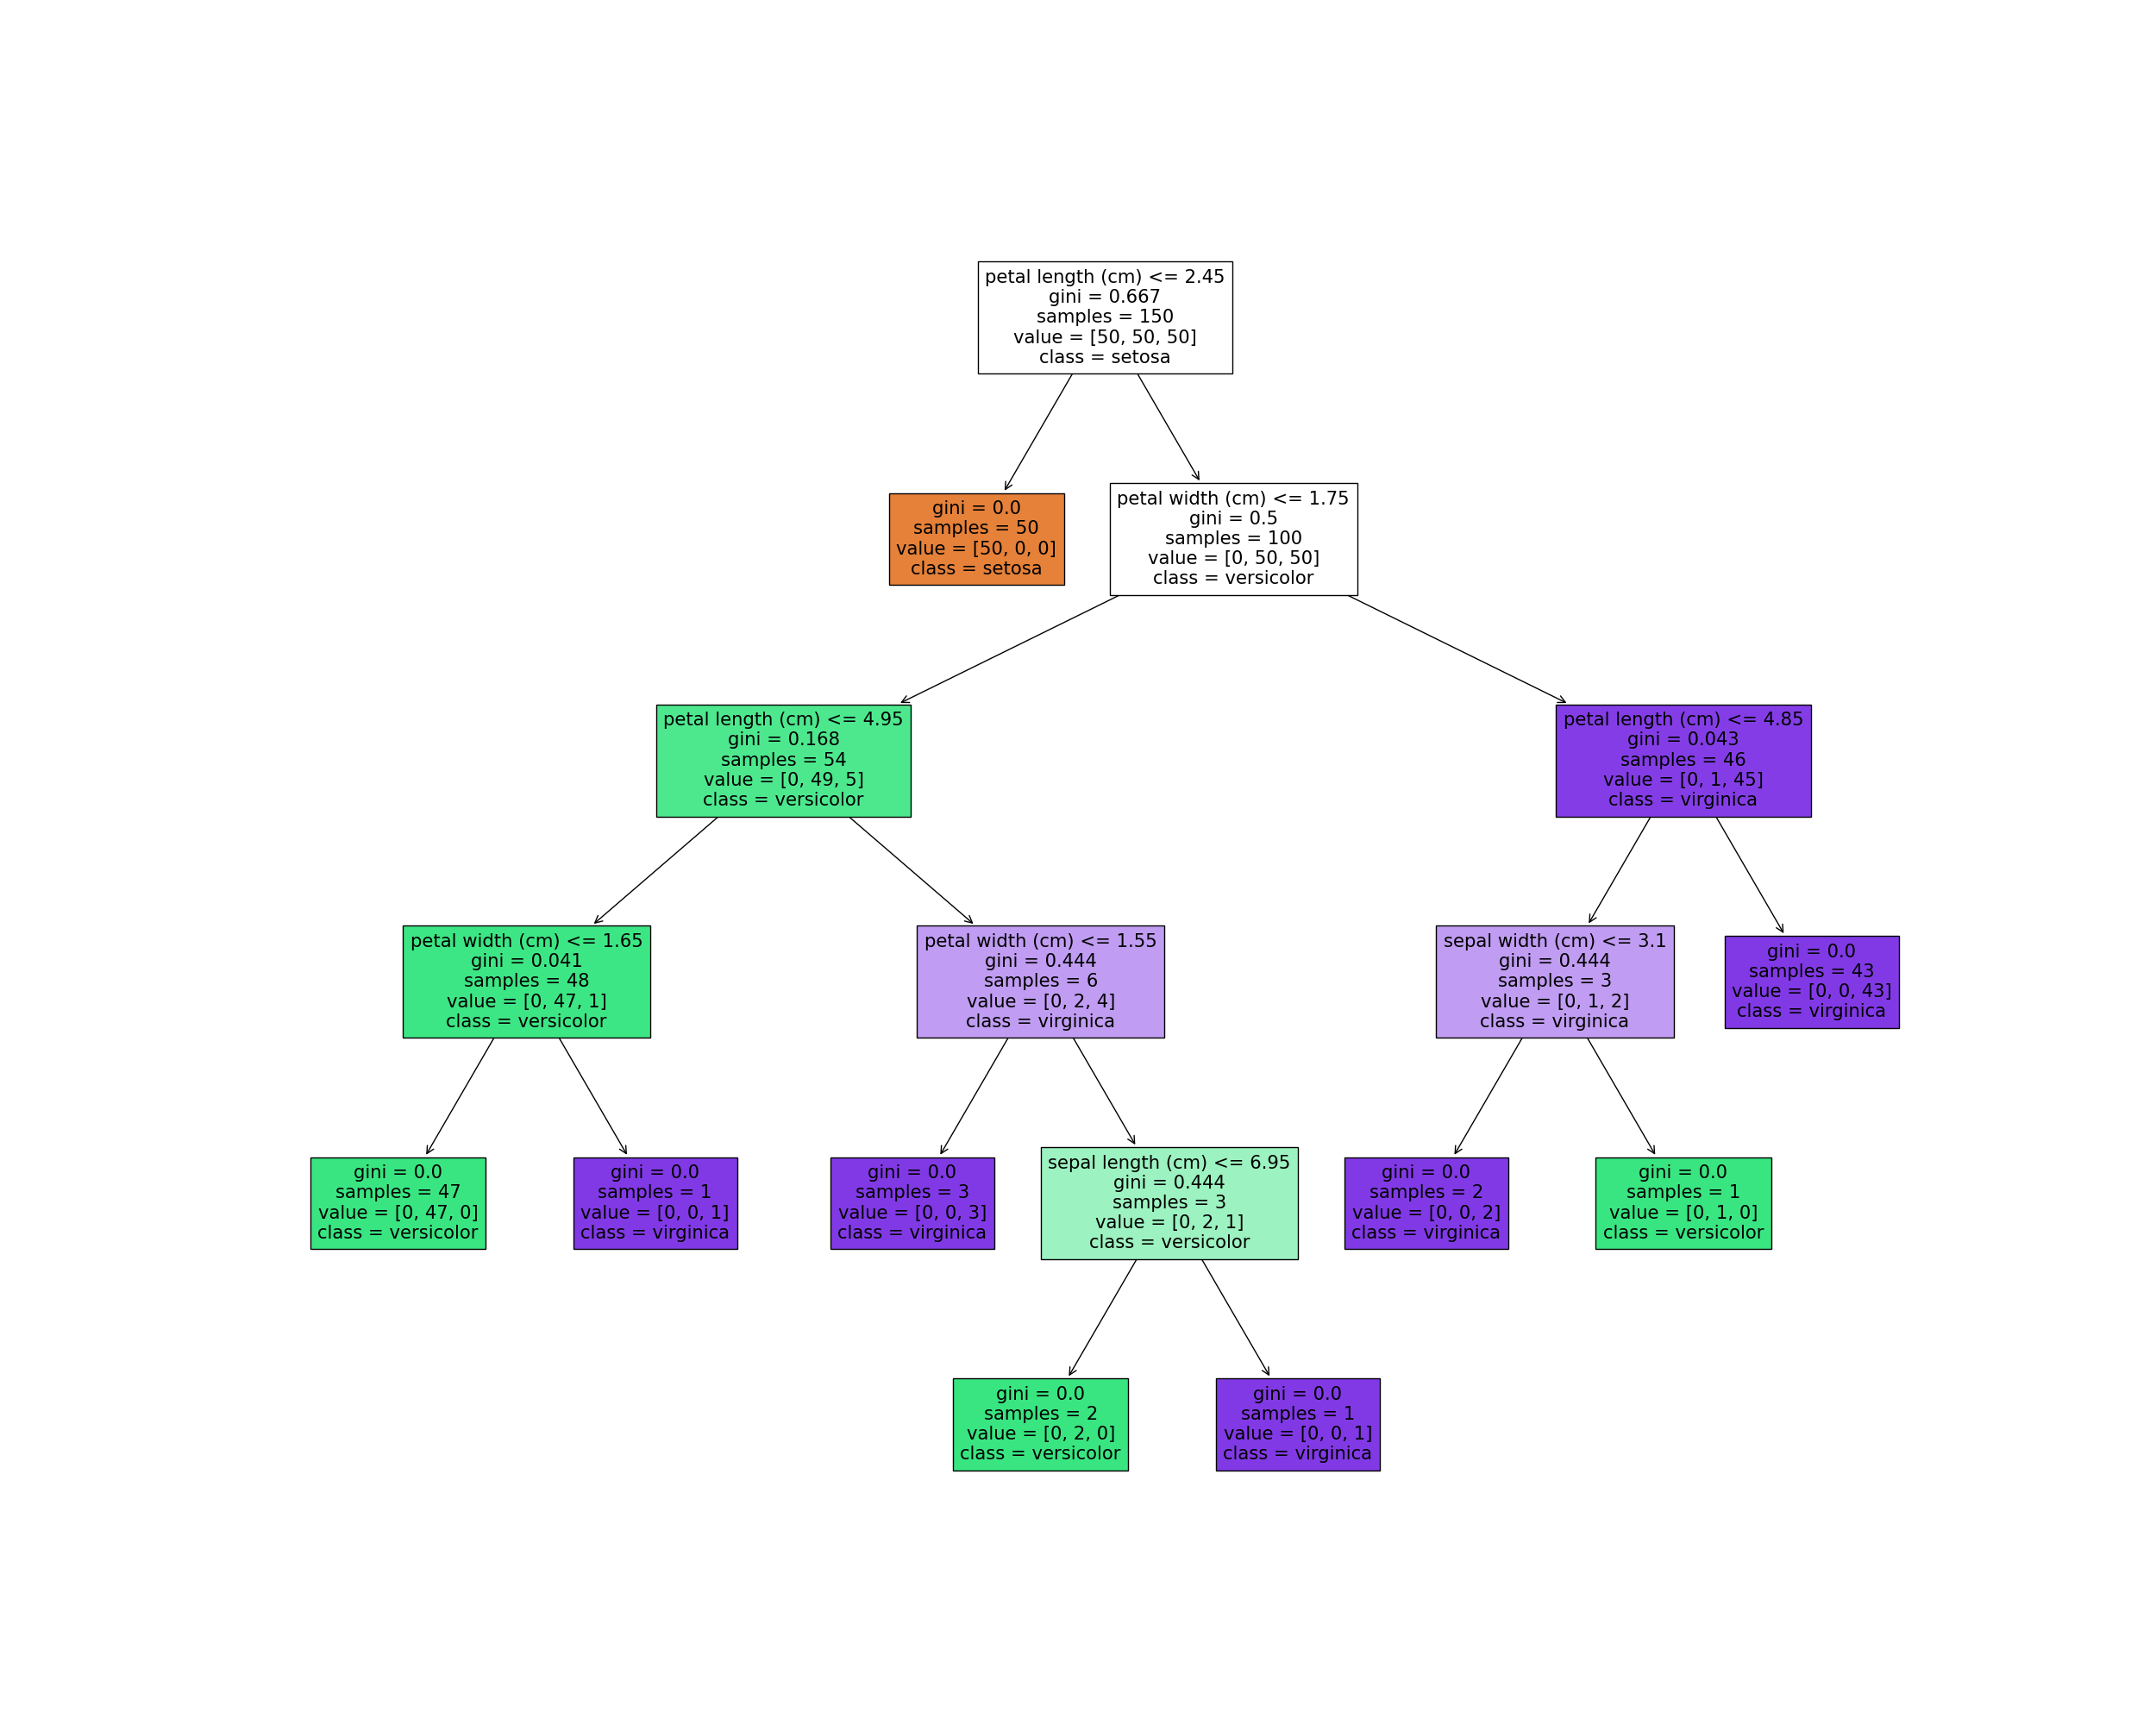 petal length (cm) <= 2.45
gini = 0.667
samples = 150
value = [50, 50, 50]
class = setosa
gini = 0.0
samples = 50
value = [50, 0, 0]
class = setosa
petal width (cm) <= 1.75
gini = 0.5
samples = 100
value = [0, 50, 50]
class = versicolor
petal length (cm) <= 4.95
gini = 0.168
samples = 54
value = [0, 49, 5]
class = versicolor
petal length (cm) <= 4.85
gini = 0.043
samples = 46
value = [0, 1, 45]
class = virginica
petal width (cm) <= 1.65
gini = 0.041
samples = 48
value = [0, 47, 1]
class = versicolor
petal width (cm) <= 1.55
gini = 0.444
samples = 6
value = [0, 2, 4]
class = virginica
sepal width (cm) <= 3.1
gini = 0.444
samples = 3
value = [0, 1, 2]
class = virginica
gini = 0.0
samples = 43
value = [0, 0, 43]
class = virginica
gini = 0.0
samples = 47
value = [0, 47, 0]
class = versicolor
gini = 0.0
samples = 1
value = [0, 0, 1]
class = virginica
gini = 0.0
samples = 3
value = [0, 0, 3]
class = virginica
sepal length (cm) <= 6.95
gini = 0.444
samples = 3
value = [0, 2, 1]
class = versicolor
gini = 0.0
samples = 2
value = [0, 0, 2]
class = virginica
gini = 0.0
samples = 1
value = [0, 1, 0]
class = versicolor
gini = 0.0
samples = 2
value = [0, 2, 0]
class = versicolor
gini = 0.0
samples = 1
value = [0, 0, 1]
class = virginica